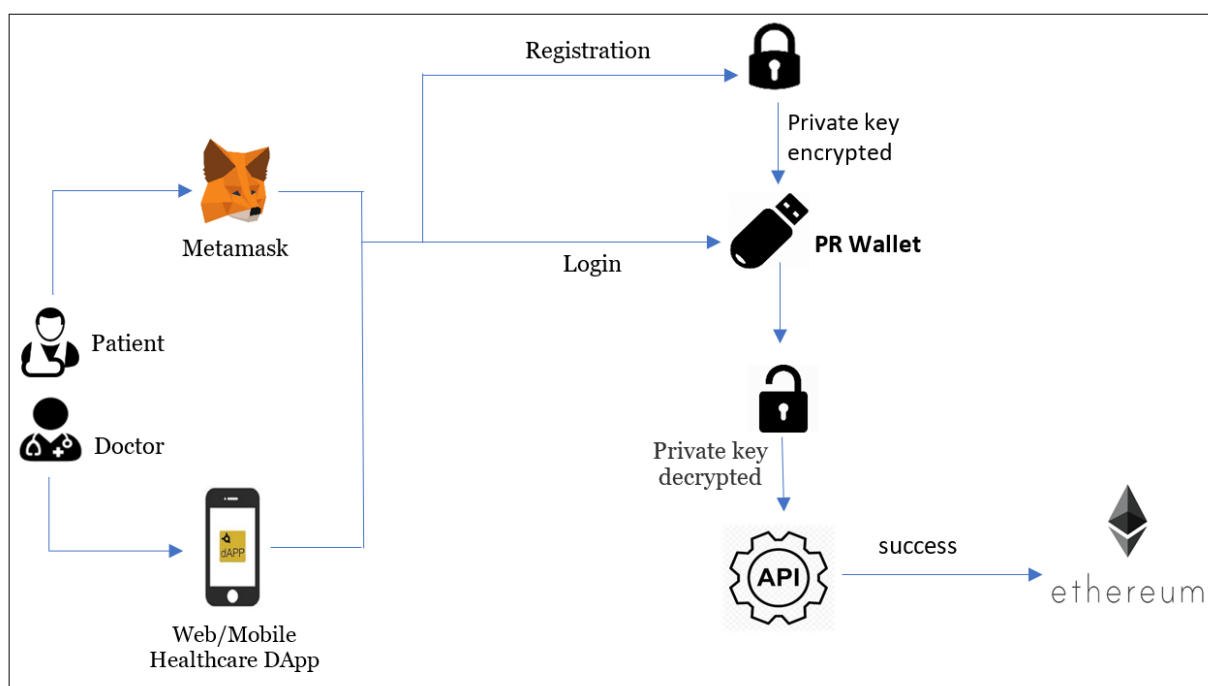 Registration
Private key
encrypted
Metamask
PR Wallet
Login
Patient
Doctor
Private key
decrypted
dAPP
API
success
ethereum
Web/Mobile
Healthcare DApp